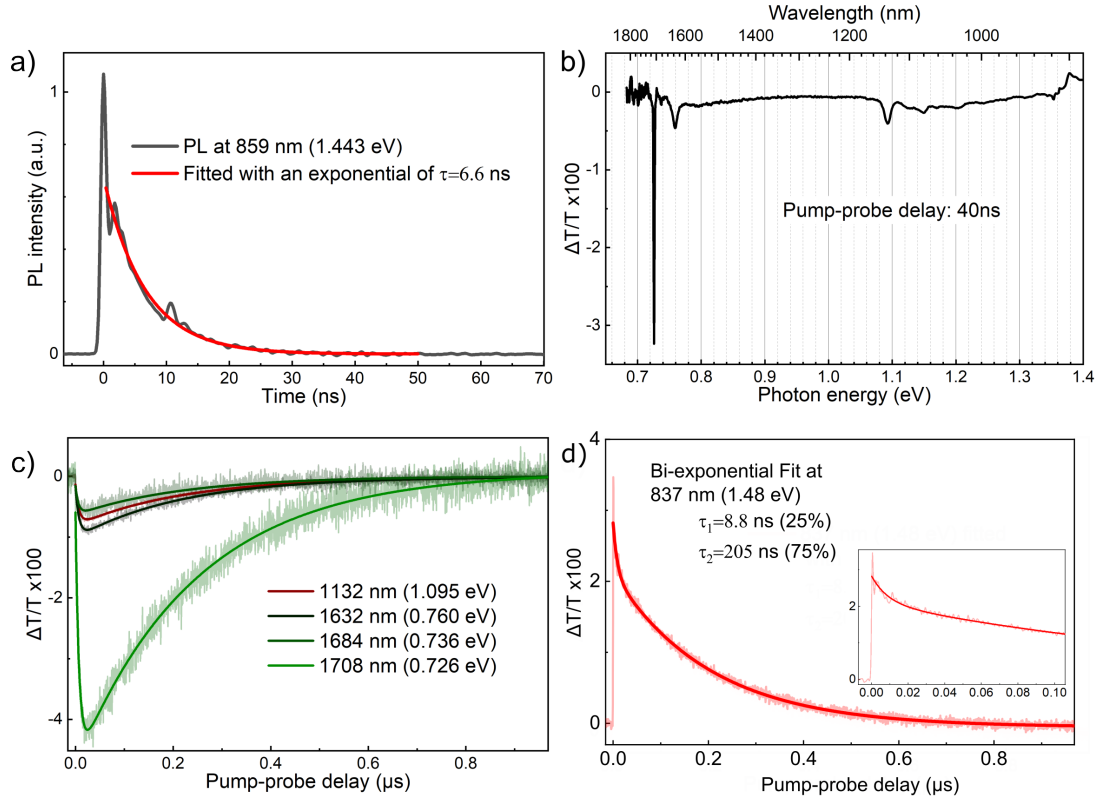 a)
PL intensity (a.u.)
1
0
PL at 859 nm (1.443 eV)
Fitted with an exponential of τ=6.6 ns
0 10 20 30 40 50 60 70
Time (ns)
b)
Wavelength (nm)
1800 1600 1400 1200 1000
ΔT/T x100
0
-1
-2
-3
Pump-probe delay: 40ns
0.7 0.8 0.9 1.0 1.1 1.2 1.3 1.4
Photon energy (eV)
c)
ΔT/T x100
0
-2
-4
1132 nm (1.095 eV)
1632 nm (0.760 eV)
1684 nm (0.736 eV)
1708 nm (0.726 eV)
0.0 0.2 0.4 0.6 0.8
Pump-probe delay (µs)
d)
ΔT/T x100
4
3
2
1
0
Bi-exponential Fit at
837 nm (1.48 eV)
τ1=8.8 ns (25%)
τ2=205 ns (75%)
2
0
0.00 0.02 0.04 0.06 0.08 0.10
0.0 0.2 0.4 0.6 0.8
Pump-probe delay (µs)